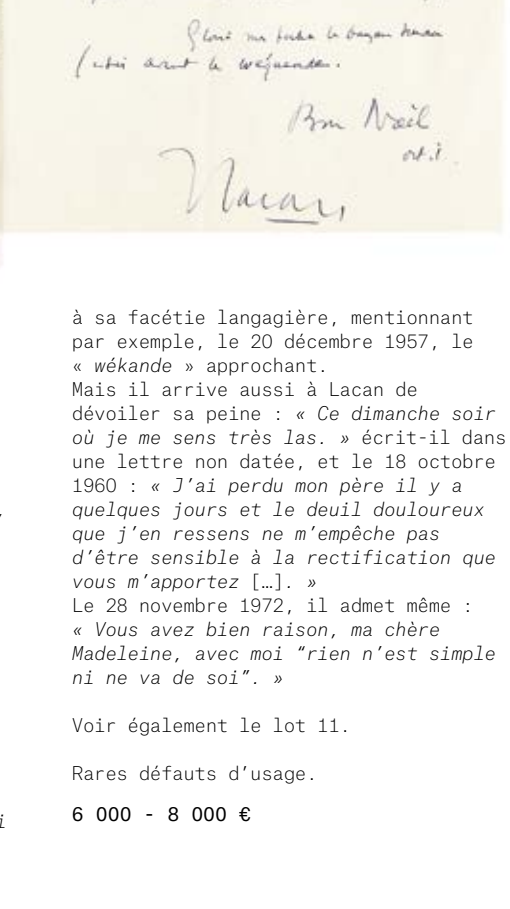 avant le
Bon Noël
Lacan
à sa facétie langagière, mentionnant
par exemple, le 20 décembre 1957, le
« wékande » approchant.
Mais il arrive aussi à Lacan de
dévoiler sa peine : « Ce dimanche soir
où je me sens très las. » écrit-il dans
une lettre non datée, et le 18 octobre
1960 : « J’ai perdu mon père il y a
quelques jours et le deuil douloureux
que j’en ressens ne m’empêche pas
d’être sensible à la rectification que
vous m’apportez […]. »
Le 28 novembre 1972, il admet même :
« Vous avez bien raison, ma chère
Madeleine, avec moi “rien n’est simple
ni ne va de soi”. »
Voir également le lot 11.
Rares défauts d’usage.
6 000 - 8 000 €